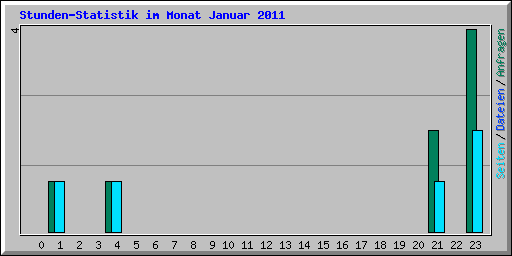 Stunden-Statistik im Monat Januar 2011
4
Seiten/Dateien/Anfragen
0 1 2 3 4 5 6 7 8 9 10 11 12 13 14 15 16 17 18 19 20 21 22 23